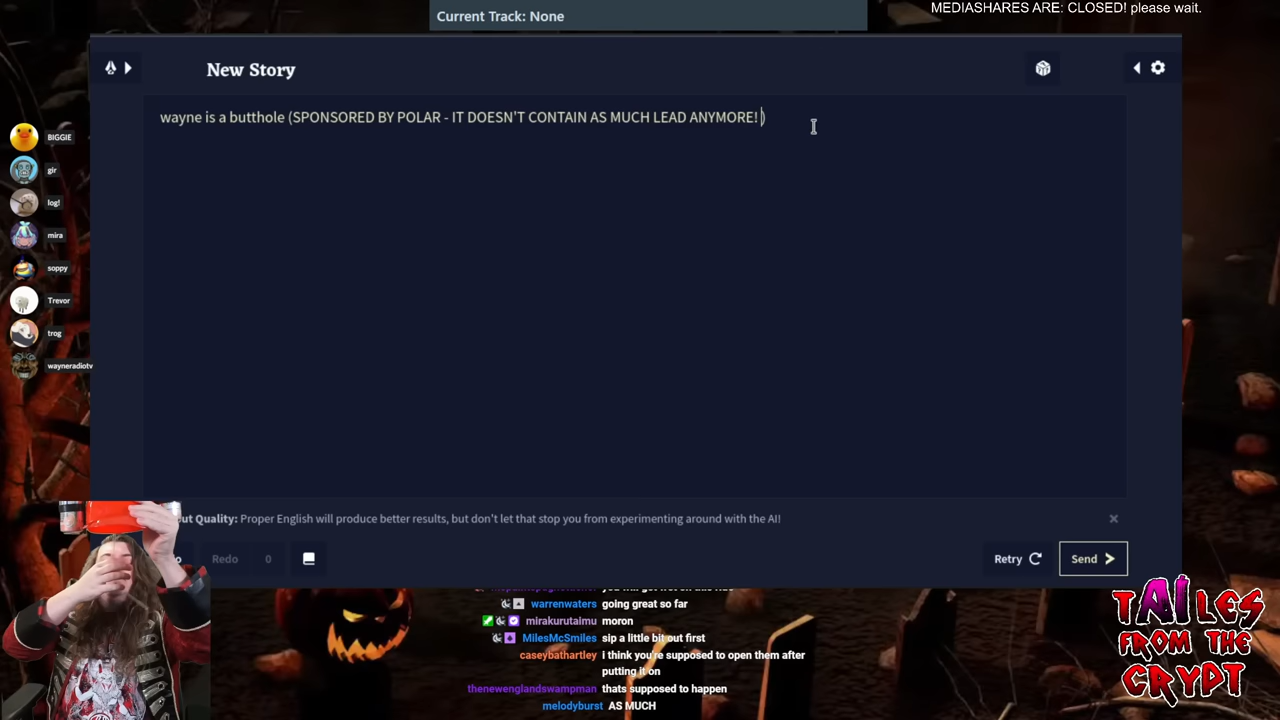 Current Track: None
MEDIASHARES ARE: CLOSED! please wait.
New Story
wayne is a butthole (SPONSORED BY POLAR - IT DOESN'T CONTAIN AS MUCH LEAD ANYMORE! )
BIGGIE
gir
log!
mira
soppy
Trevor
trog
wayneradiotv
Quality: Proper English will produce better results, but don't let that stop you from experimenting around with the AI!
Redo 0
Retry
Send
warrenwaters going great so far
mirakurutaimu moron
MilesMcSmiles sip a little bit out first
caseybathartley i think you're supposed to open them after
putting it on
thenewenglandswampman thats supposed to happen
melodyburst AS MUCH
TAILES
FROM THE
CRYPT